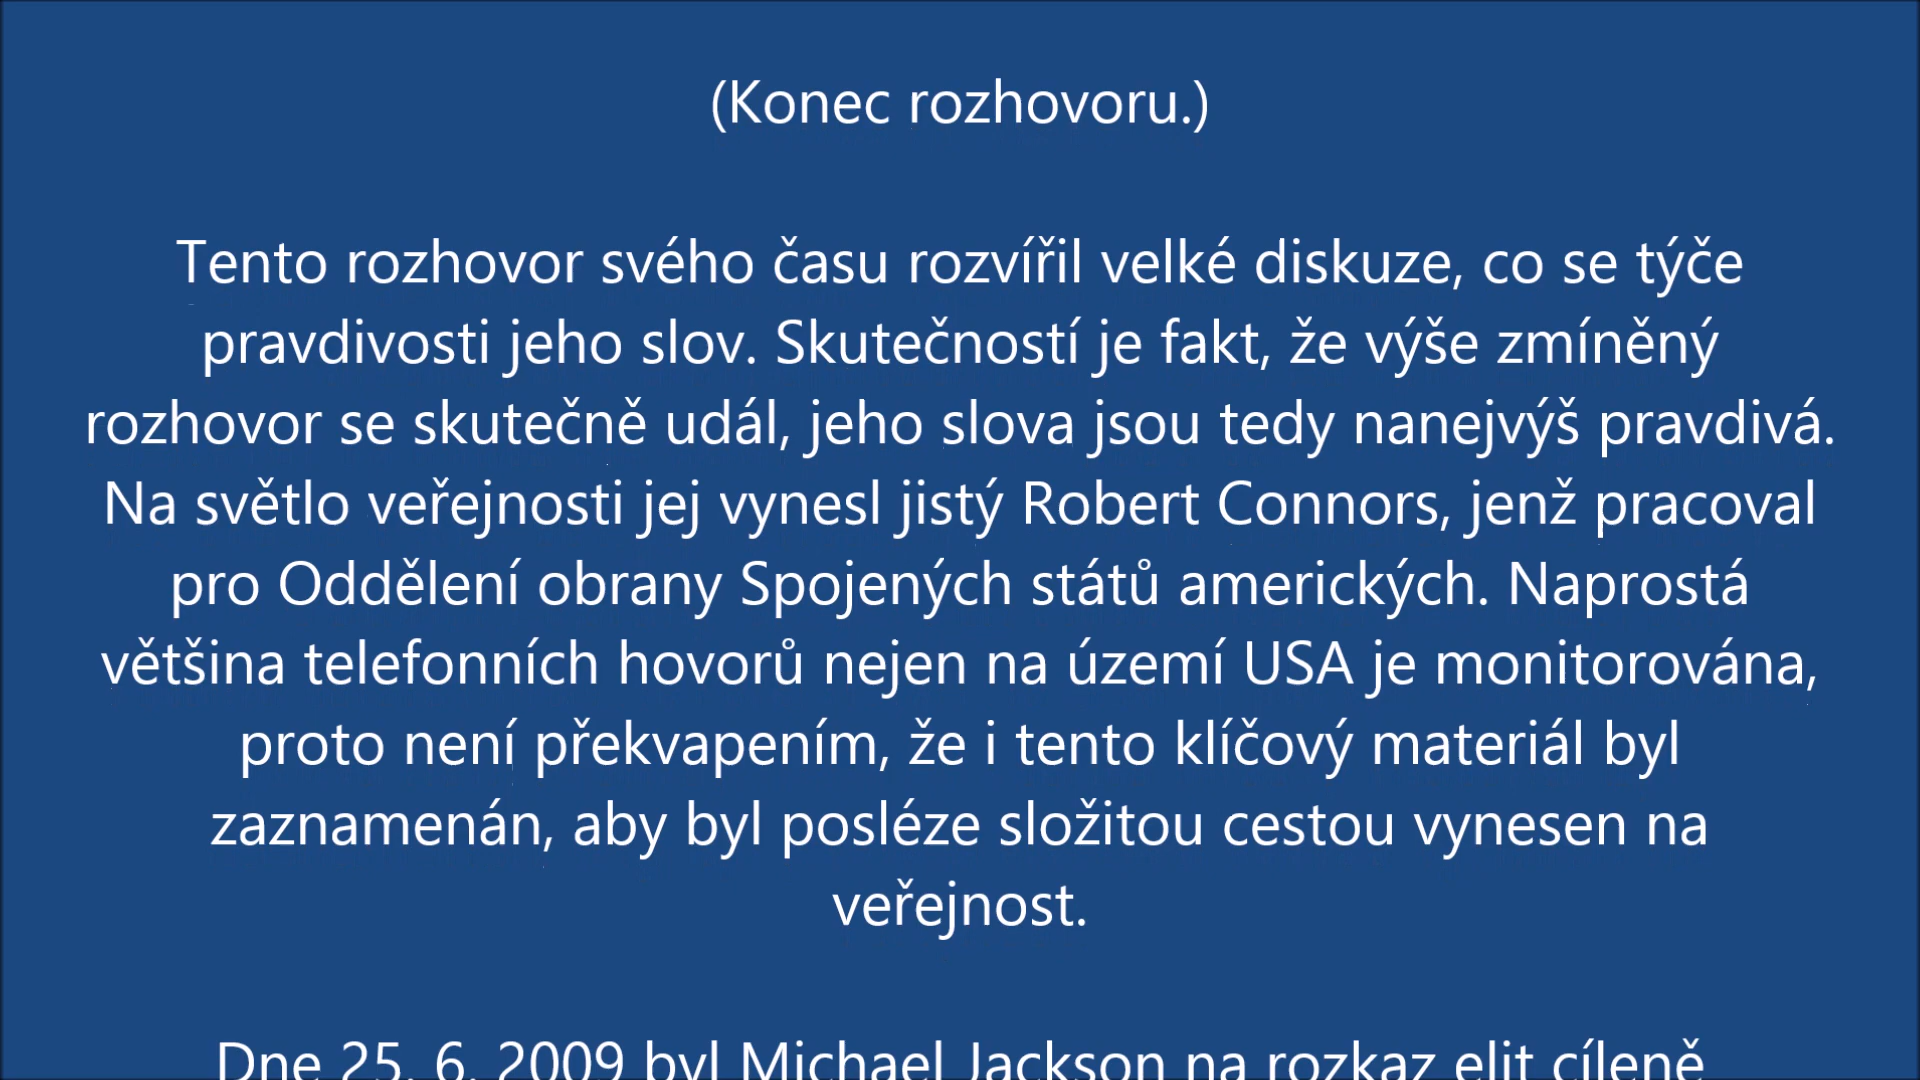 (Konec rozhovoru.)
Tento rozhovor svého času rozvířil velké diskuze, co se týče
pravdivosti jeho slov. Skutečností je fakt, že výše zmíněný
rozhovor se skutečně udál, jeho slova jsou tedy nanejvýš pravdivá.
Na světlo veřejnosti jej vynesl jistý Robert Connors, jenž pracoval
pro Oddělení obrany Spojených států amerických. Naprostá
většina telefonních hovorů nejen na území USA je monitorována,
proto není překvapením, že i tento klíčový materiál byl
zaznamenán, aby byl posléze složitou cestou vynesen na
veřejnost.
Dne 25. 6. 2009 byl Michael Jackson na rozkaz elit cíleně